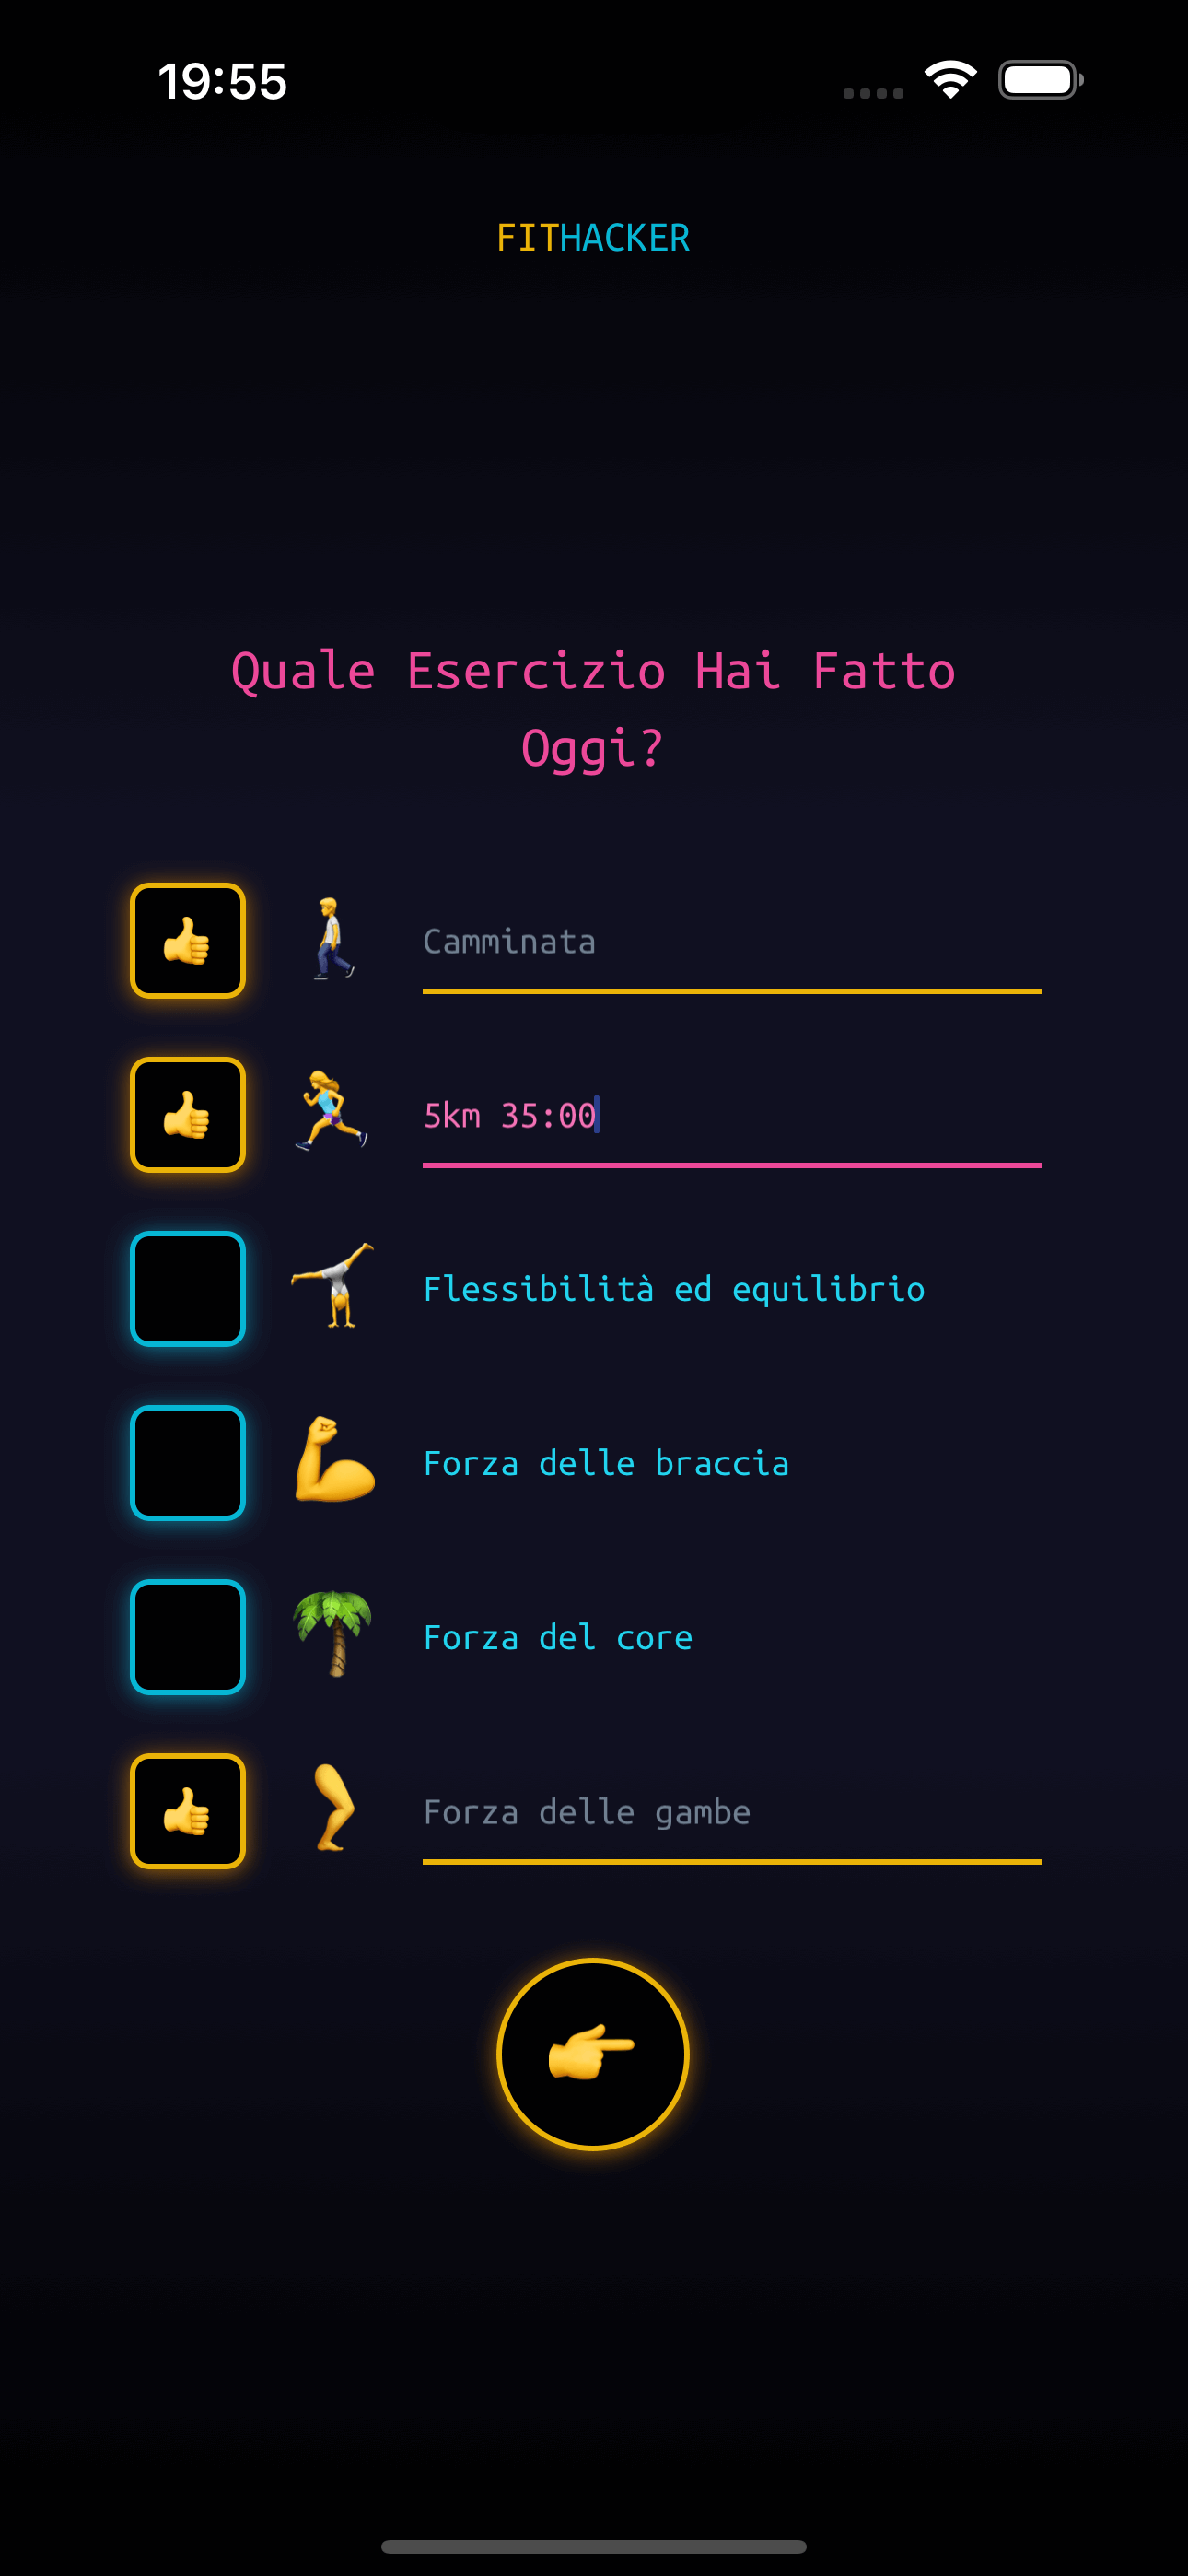 19:55
FITHACKER
Quale Esercizio Hai Fatto
Oggi?
Camminata
5km 35:00
Flessibilità ed equilibrio
Forza delle braccia
Forza del core
Forza delle gambe